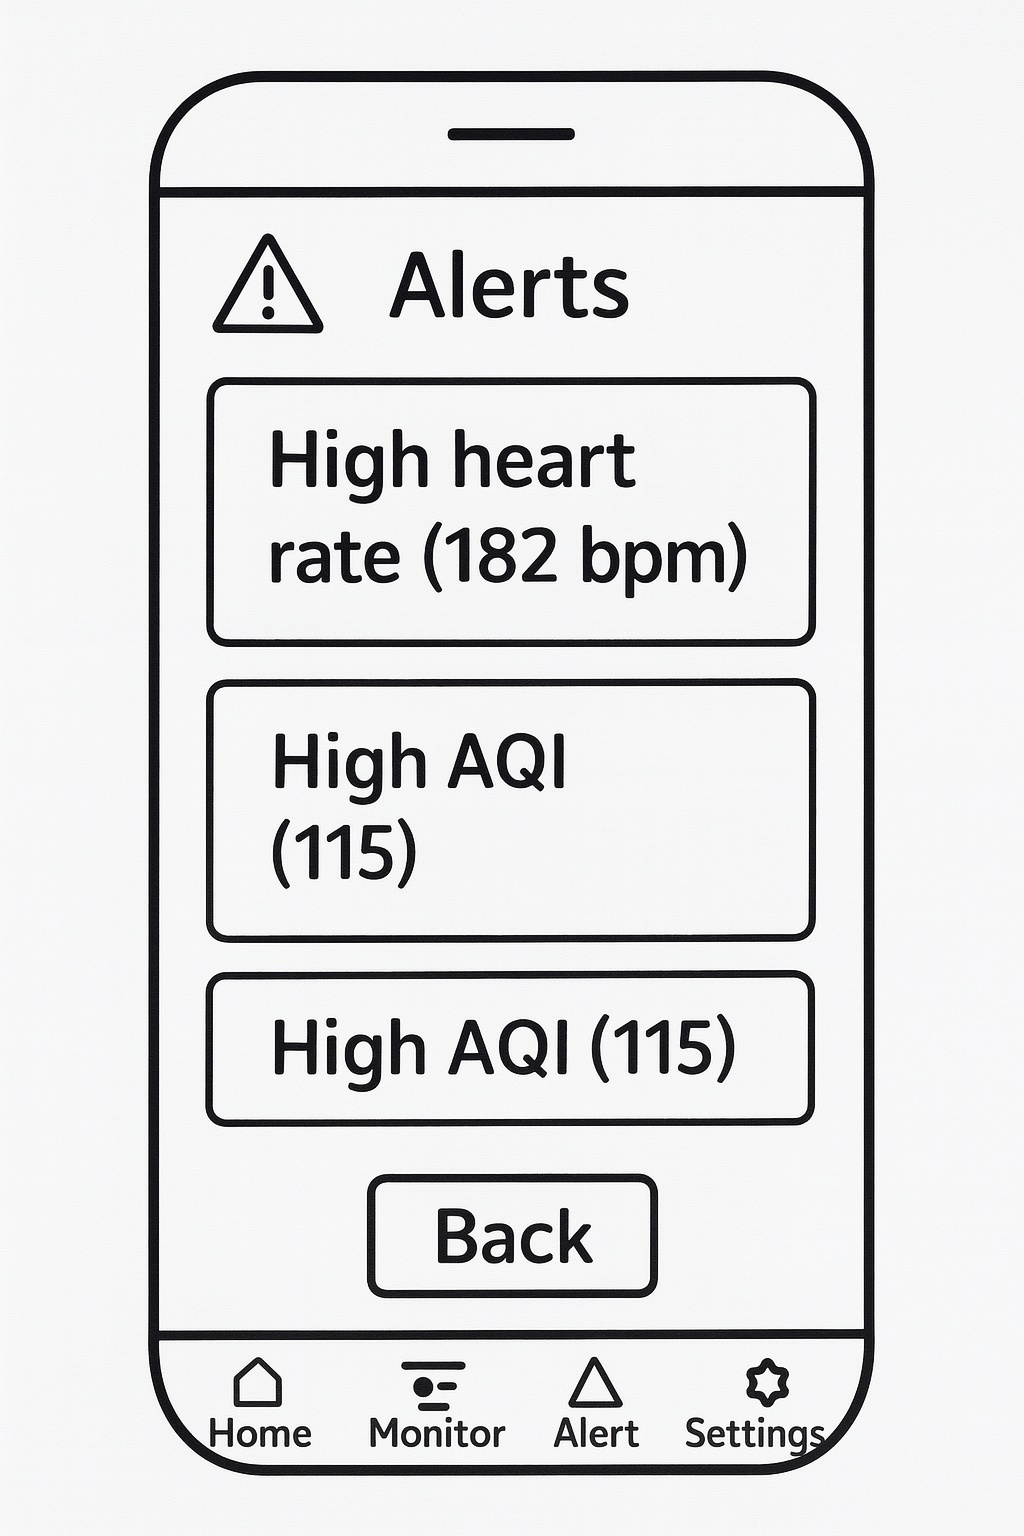 Alerts
High heart
rate (182 bpm)
High AQI
(115)
High AQI (115)
Back
Home
Monitor
Alert
Settings